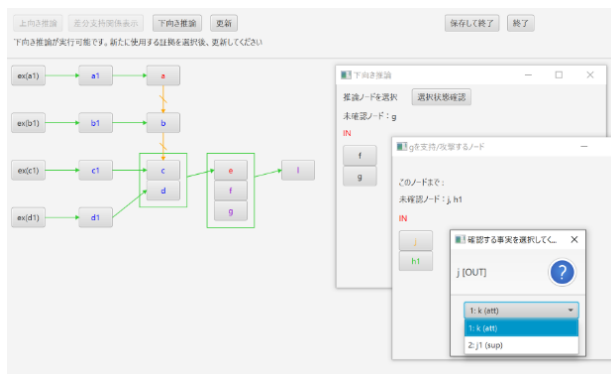 上向き推論 差分支持関係表示 下向き推論 更新 保存して終了 終了
下向き推論が実行可能です。新たに使用する証拠を選択後、更新してください
ex(a1) a1 a
ex(b1) b1 b
ex(c1) c1 c
d
ex(d1) d1
e
f
g
l
下向き推論
推論ノードを選択 選択状態確認
未確認ノード：g
IN
f
g
gを支持/攻撃するノード
このノードまで：
未確認ノード：j, h1
IN
j
h1
確認する事実を選択してく...
j [OUT]
?
1: k (att)
1: k (att)
2: j1 (sup)